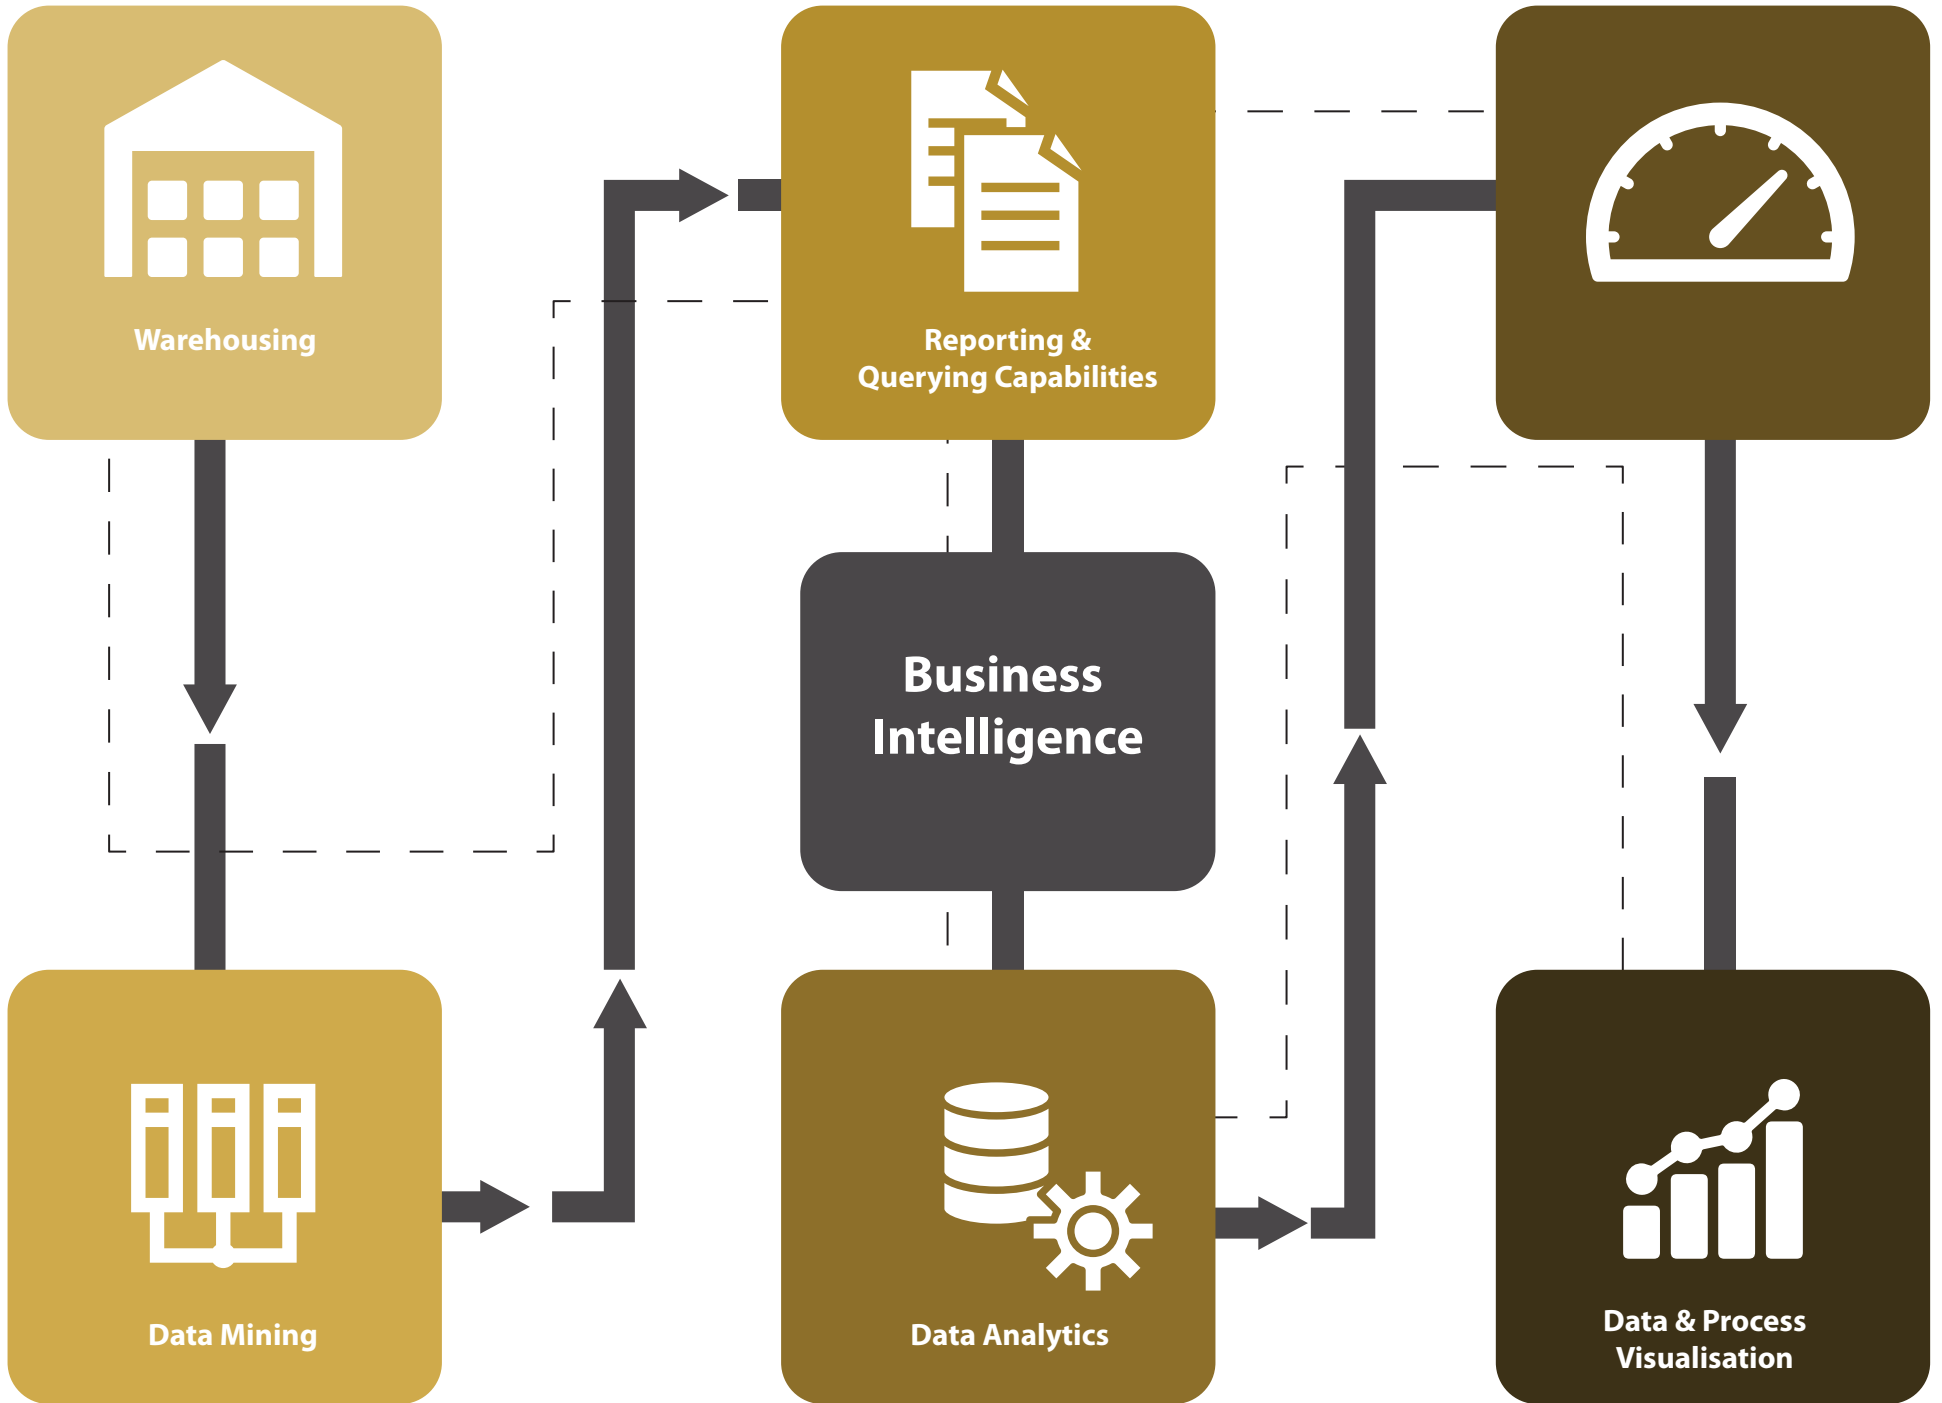 Warehousing
Reporting &
Querying Capabilities
Business
Intelligence
Data Mining
Data Analytics
Data & Process
Visualisation